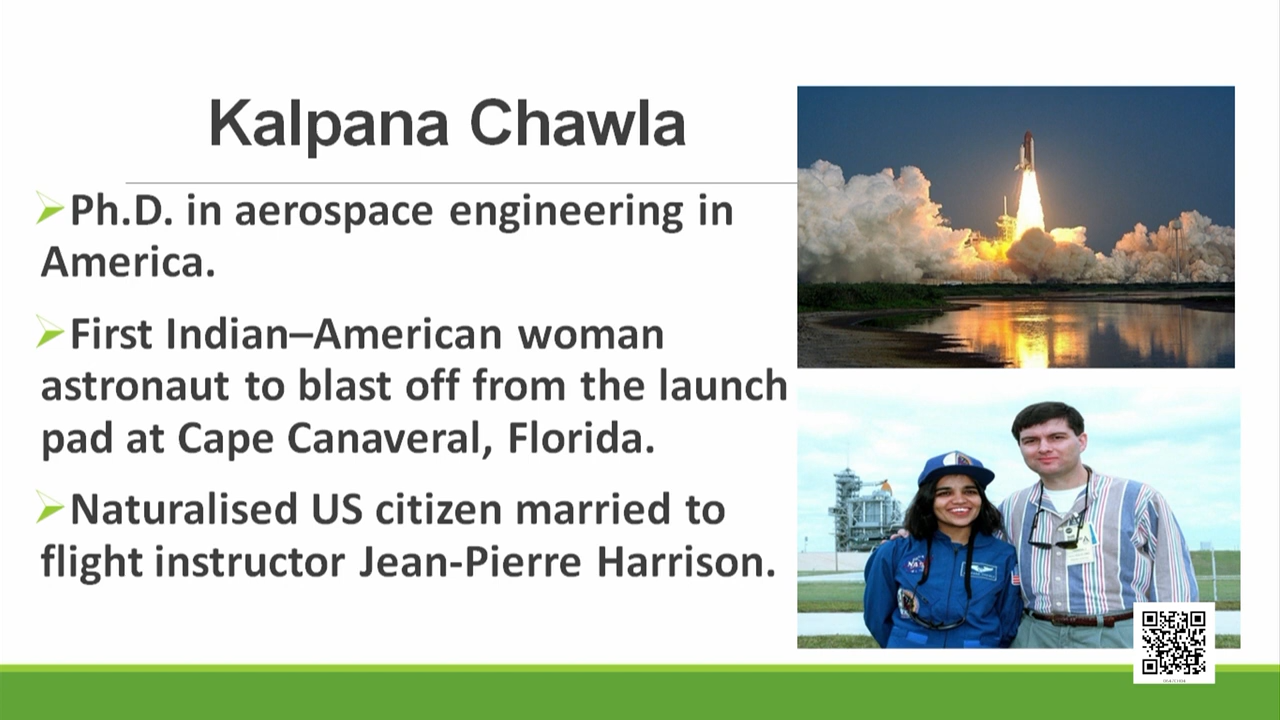 Kalpana Chawla
Ph.D. in aerospace engineering in
America.
First Indian–American woman
astronaut to blast off from the launch
pad at Cape Canaveral, Florida.
Naturalised US citizen married to
flight instructor Jean-Pierre Harrison.
NASA